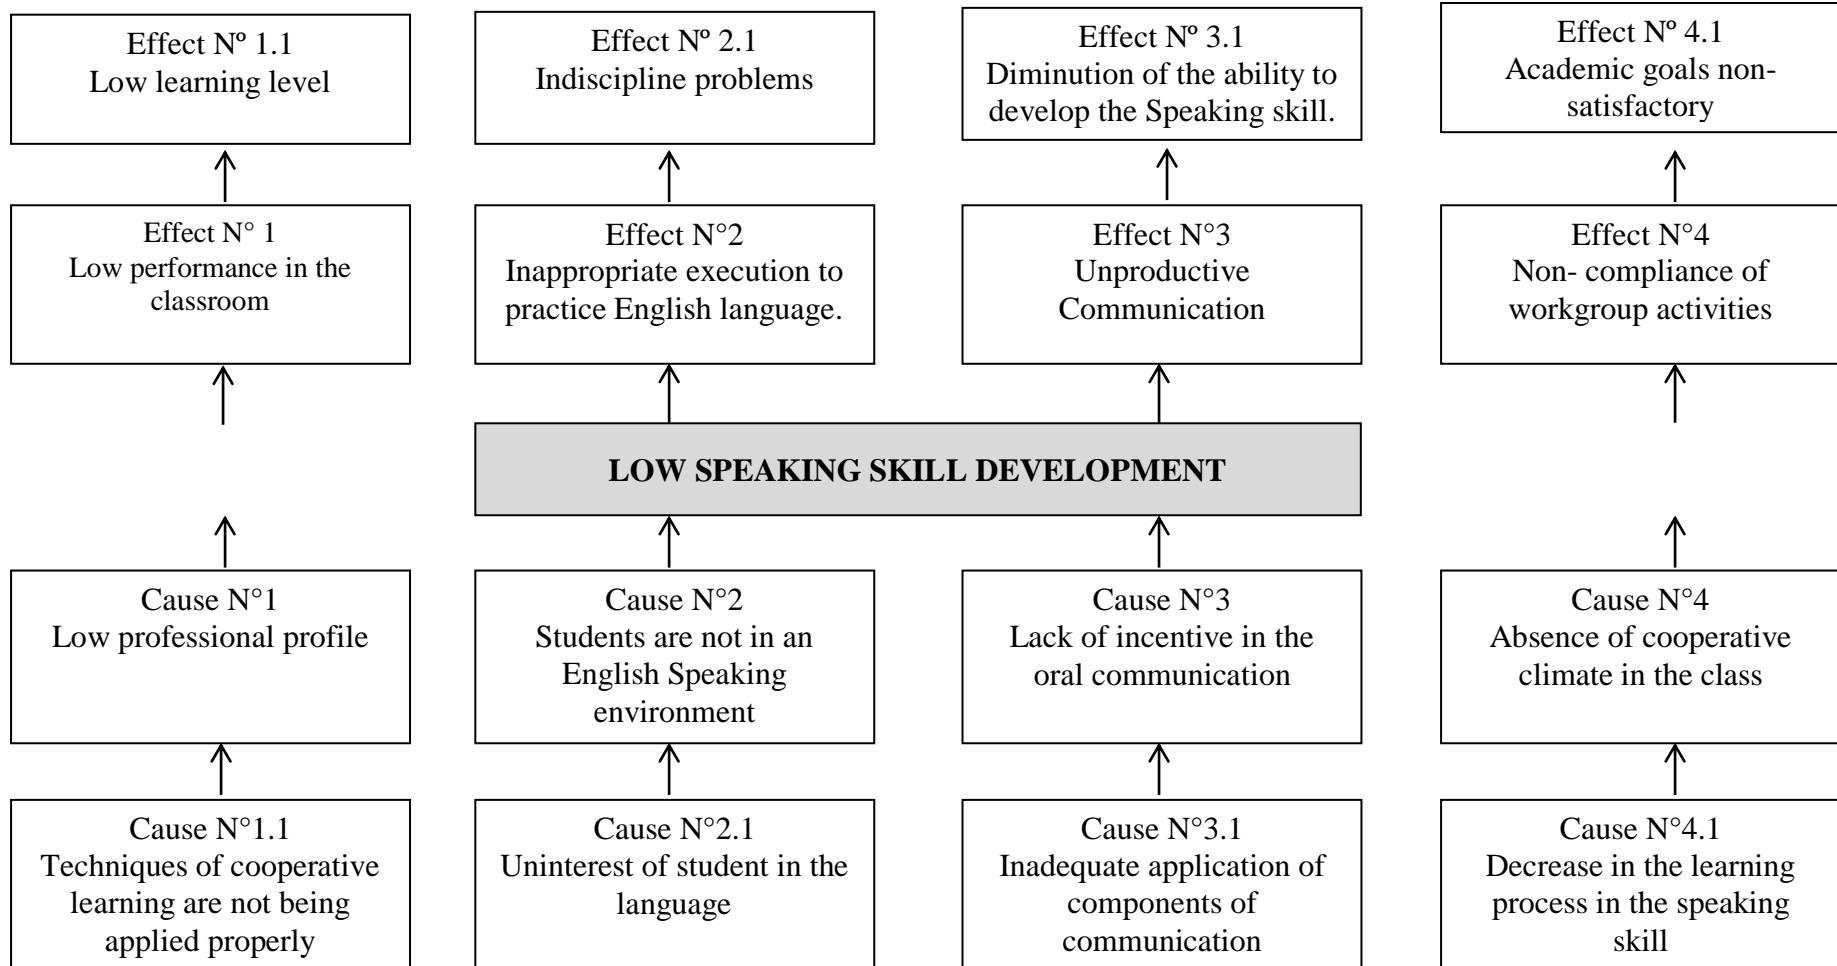 Effect Nº 1.1
Low learning level
Effect Nº 2.1
Indiscipline problems
Effect Nº 3.1
Diminution of the ability to
develop the Speaking skill.
Effect Nº 4.1
Academic goals non-
satisfactory
Effect N° 1
Low performance in the
classroom
Effect N°2
Inappropriate execution to
practice English language.
Effect N°3
Unproductive
Communication
Effect N°4
Non- compliance of
workgroup activities
LOW SPEAKING SKILL DEVELOPMENT
Cause N°1
Low professional profile
Cause N°2
Students are not in an
English Speaking
environment
Cause N°3
Lack of incentive in the
oral communication
Cause N°4
Absence of cooperative
climate in the class
Cause N°1.1
Techniques of cooperative
learning are not being
applied properly
Cause N°2.1
Uninterest of student in the
language
Cause N°3.1
Inadequate application of
components of
communication
Cause N°4.1
Decrease in the learning
process in the speaking
skill